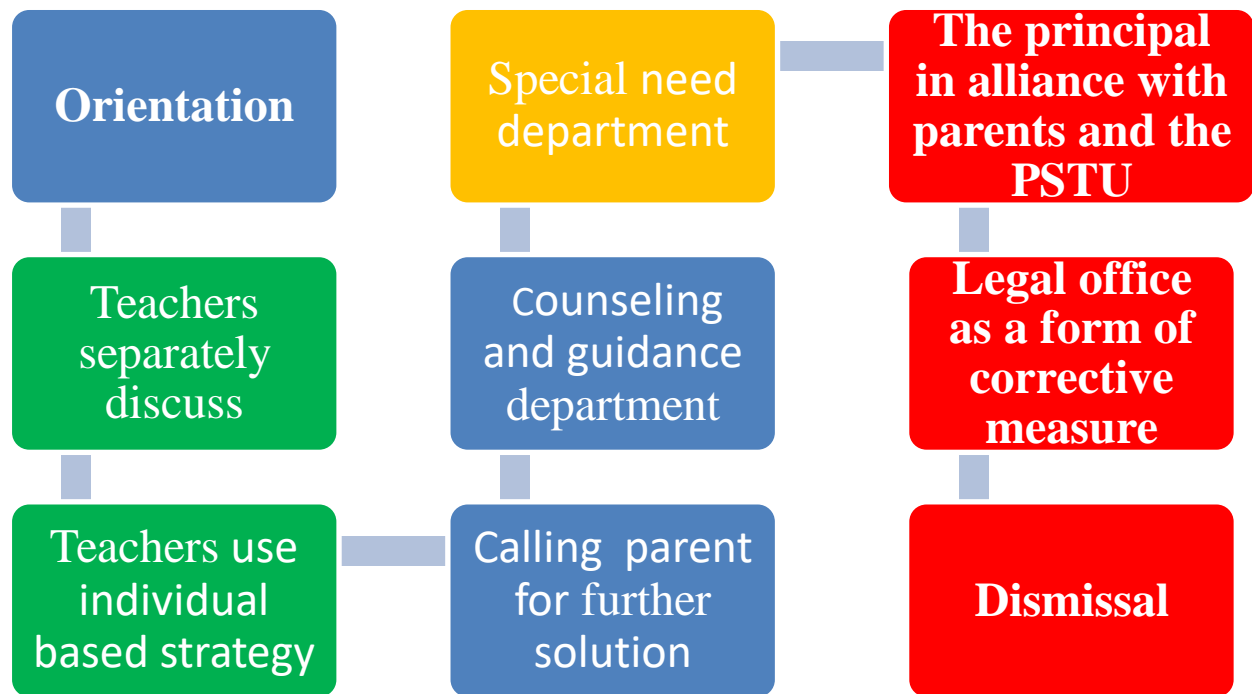 Orientation
Teachers
separately
discuss
Teachers use
individual
based strategy
Calling parent
for further
solution
Counseling
and guidance
department
Special need
department
The principal
in alliance with
parents and the
PSTU
Legal office
as a form of
corrective
measure
Dismissal